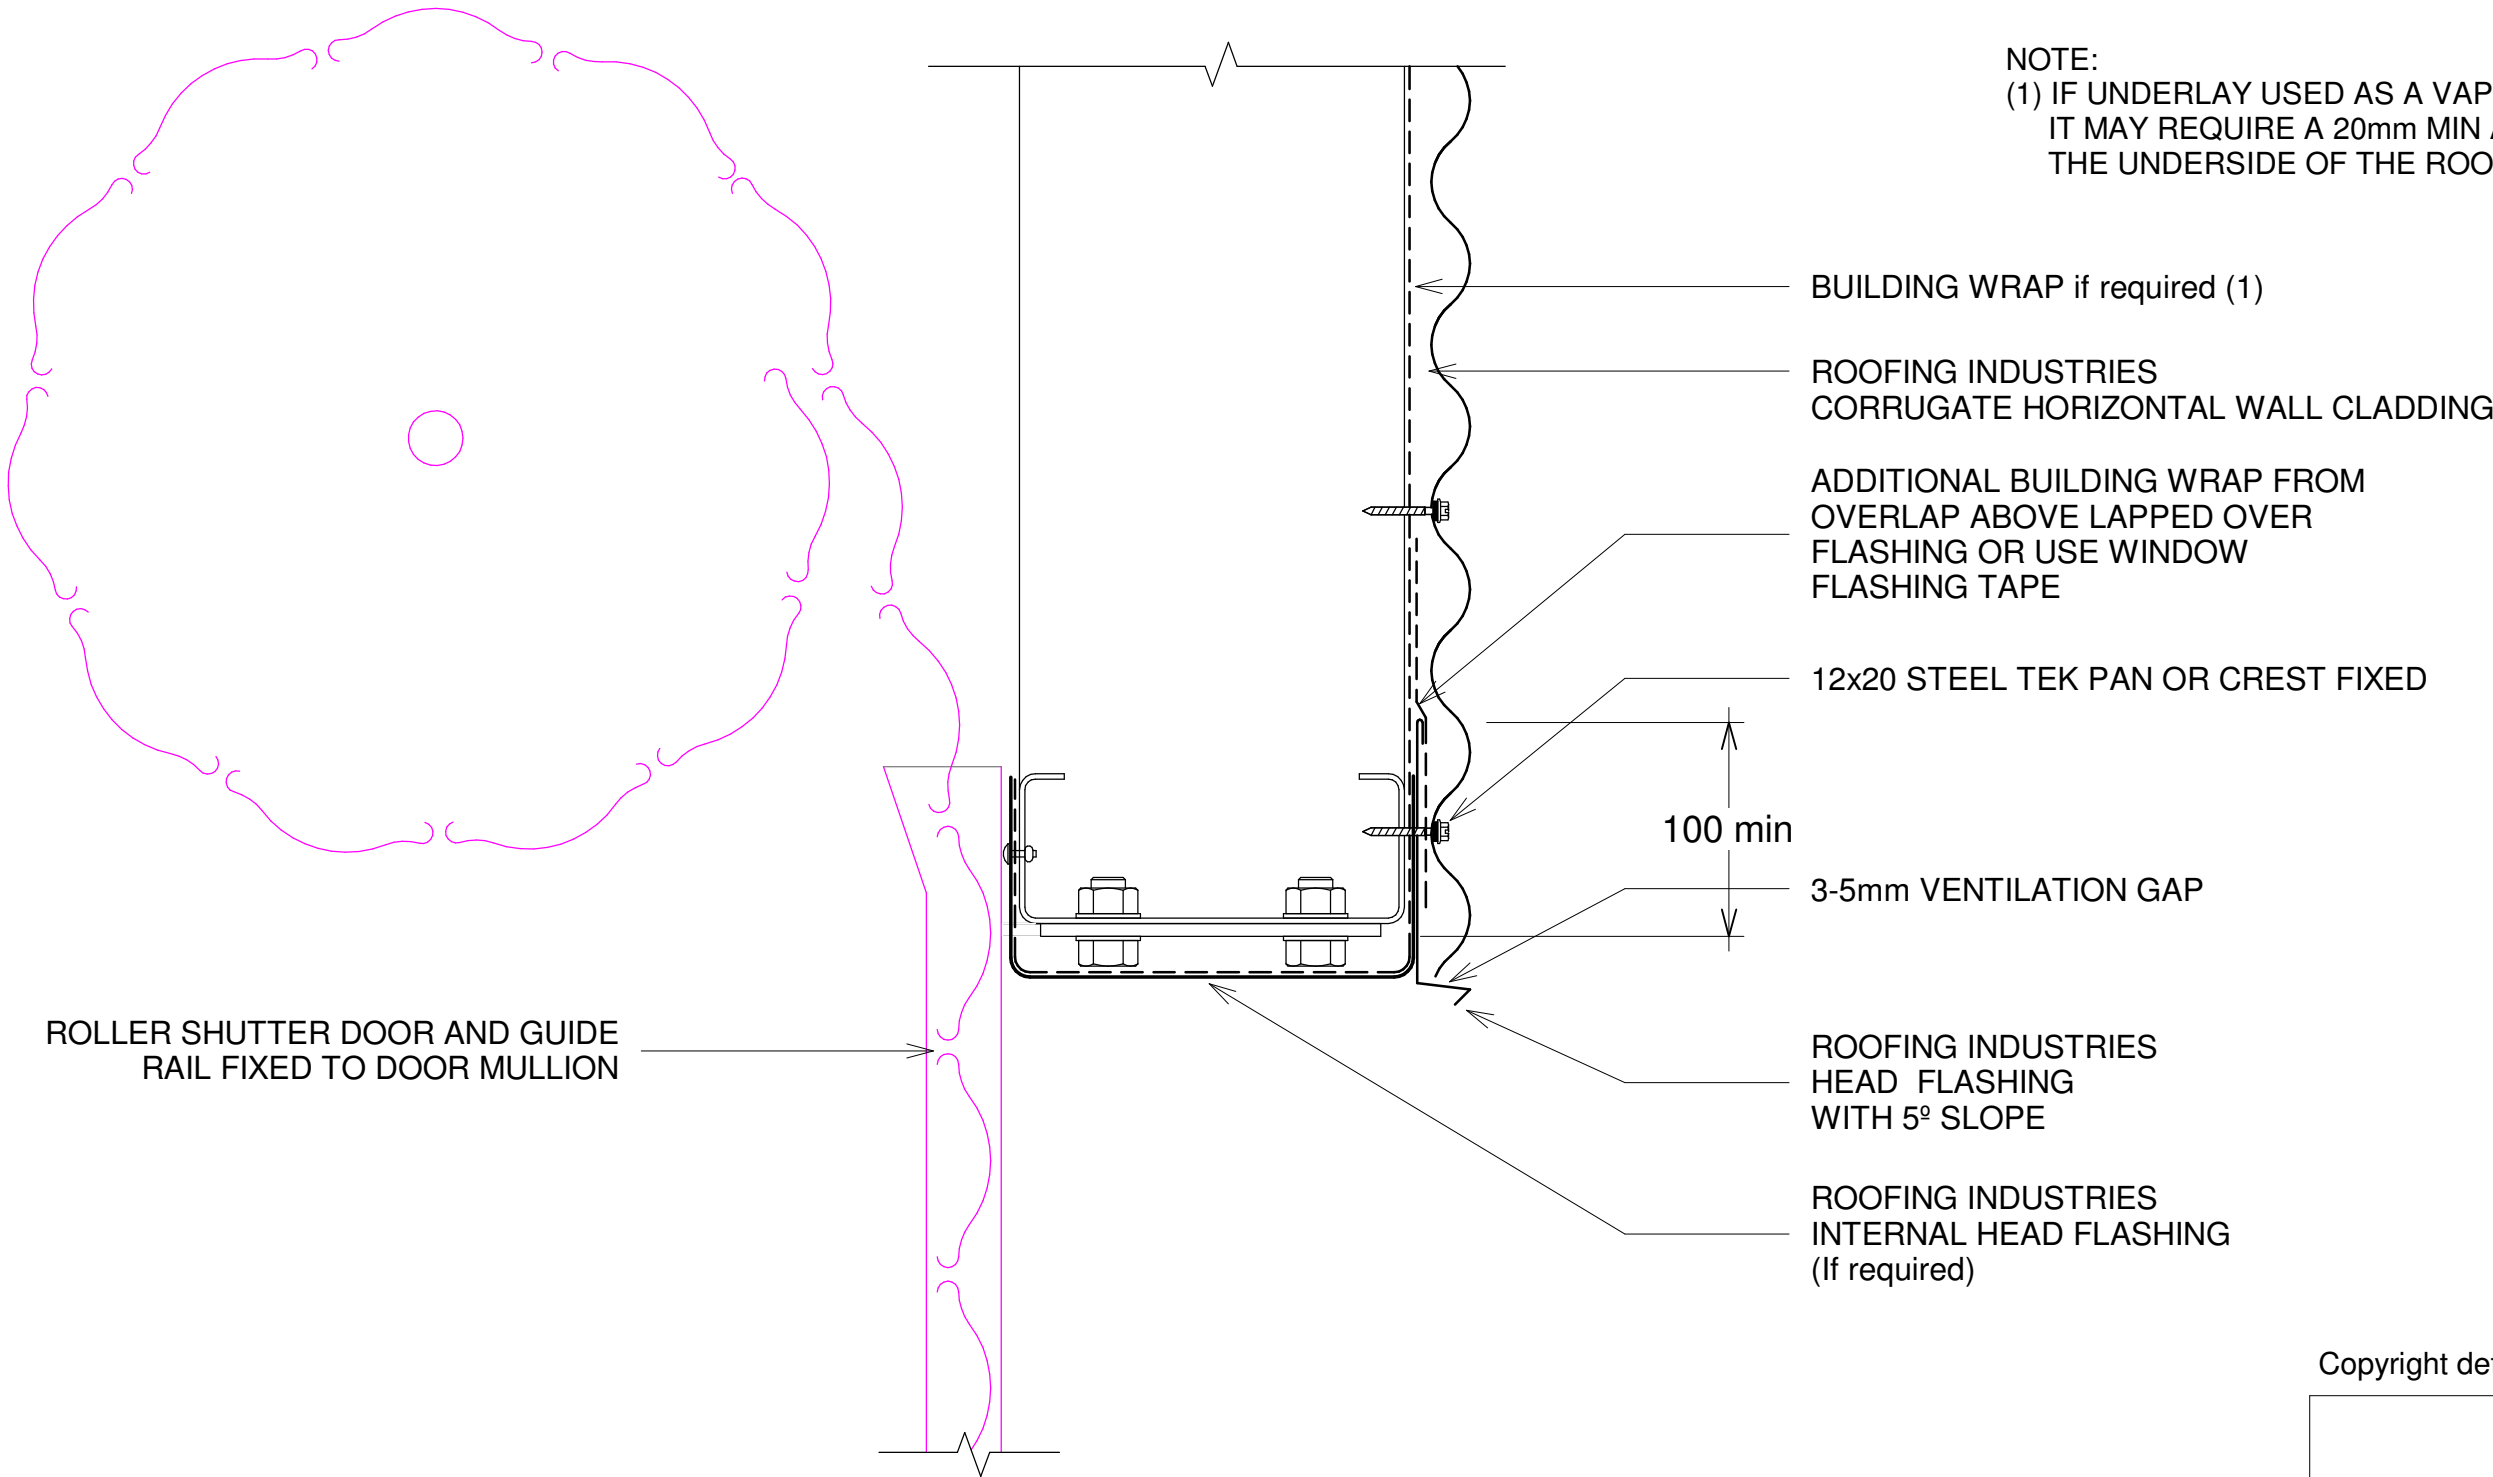 NOTE:
(1) IF UNDERLAY USED AS A VAP
IT MAY REQUIRE A 20mm MIN
THE UNDERSIDE OF THE ROO
BUILDING WRAP if required (1)
ROOFING INDUSTRIES
CORRUGATE HORIZONTAL WALL CLADDING
ADDITIONAL BUILDING WRAP FROM
OVERLAP ABOVE LAPPED OVER
FLASHING OR USE WINDOW
FLASHING TAPE
12x20 STEEL TEK PAN OR CREST FIXED
100 min
3-5mm VENTILATION GAP
ROLLER SHUTTER DOOR AND GUIDE
RAIL FIXED TO DOOR MULLION
ROOFING INDUSTRIES
HEAD FLASHING
WITH 5º SLOPE
ROOFING INDUSTRIES
INTERNAL HEAD FLASHING
(If required)
Copyright de